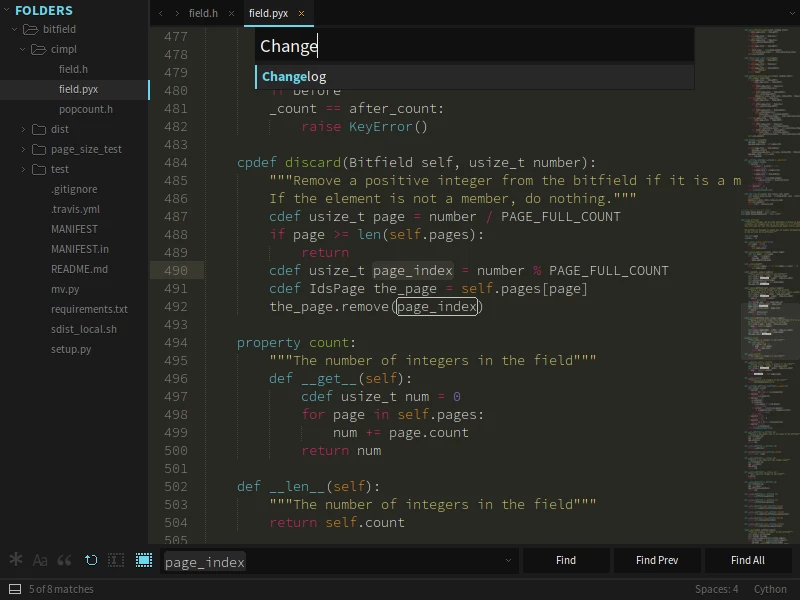 FOLDERS
bitfield
cimpl
field.h
field.pyx
popcount.h
dist
page_size_test
test
.gitignore
.travis.yml
MANIFEST
MANIFEST.in
README.md
mv.py
requirements.txt
sdist_local.sh
setup.py
field.h ×
field.pyx ×
Change
Changelog
477
478
479
480 if before
481 _count == after_count:
482 raise KeyError()
483
484 cpdef discard(Bitfield self, usize_t number):
485 """Remove a positive integer from the bitfield if it is a m
486 If the element is not a member, do nothing."""
487 cdef usize_t page = number / PAGE_FULL_COUNT
488 if page >= len(self.pages):
489 return
490 cdef usize_t page_index = number % PAGE_FULL_COUNT
491 cdef IdsPage the_page = self.pages[page]
492 the_page.remove(page_index)
493
494 property count:
495 """The number of integers in the field"""
496 def __get__(self):
497 cdef usize_t num = 0
498 for page in self.pages:
499 num += page.count
500 return num
501
502 def __len__(self):
503 """The number of integers in the field"""
504 return self.count
505
Aa
page_index
Find
Find Prev
Find All
5 of 8 matches
Spaces: 4
Cython